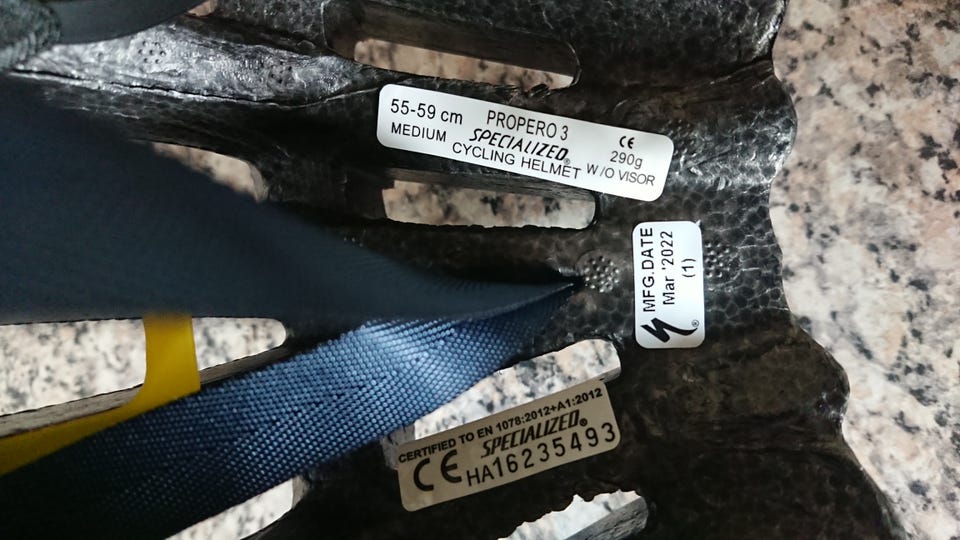 55-59 cm PROPERO 3 CE
MEDIUM SPECIALIZED® 290g
CYCLING HELMET W/O VISOR
MFG.DATE
Mar '2022
(1)
®
CERTIFIED TO EN 1078:2012+A1:2012
CE SPECIALIZED®
HA16235493